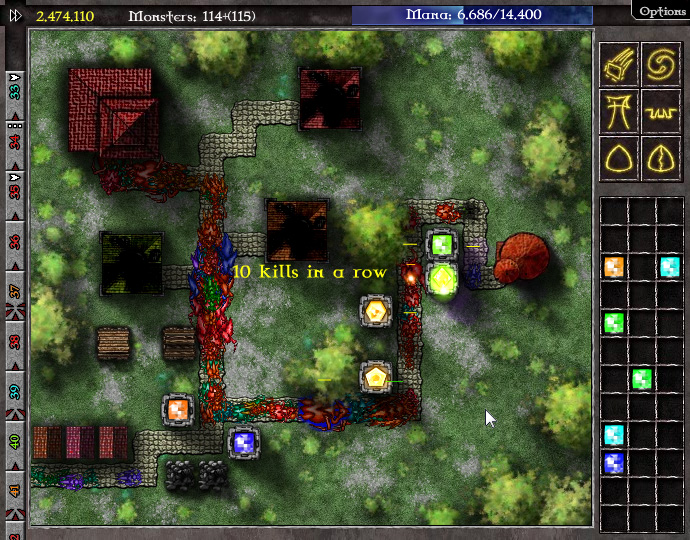 2,474,110
Monsters: 114+(115)
Mana: 6,686/14,400
Options
10 kills in a row
33
34
35
36
37
38
39
40
41